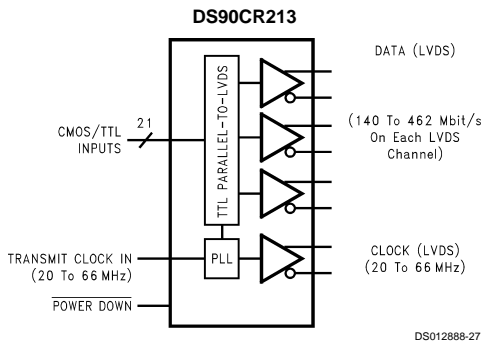 DS90CR213
DATA (LVDS)
TTL PARALLEL-TO-LVDS
21
CMOS/TTL
INPUTS
(140 To 462 Mbit/s
On Each LVDS
Channel)
TRANSMIT CLOCK IN
(20 To 66 MHz)
PLL
CLOCK (LVDS)
(20 To 66 MHz)
POWER DOWN
DS012888-27